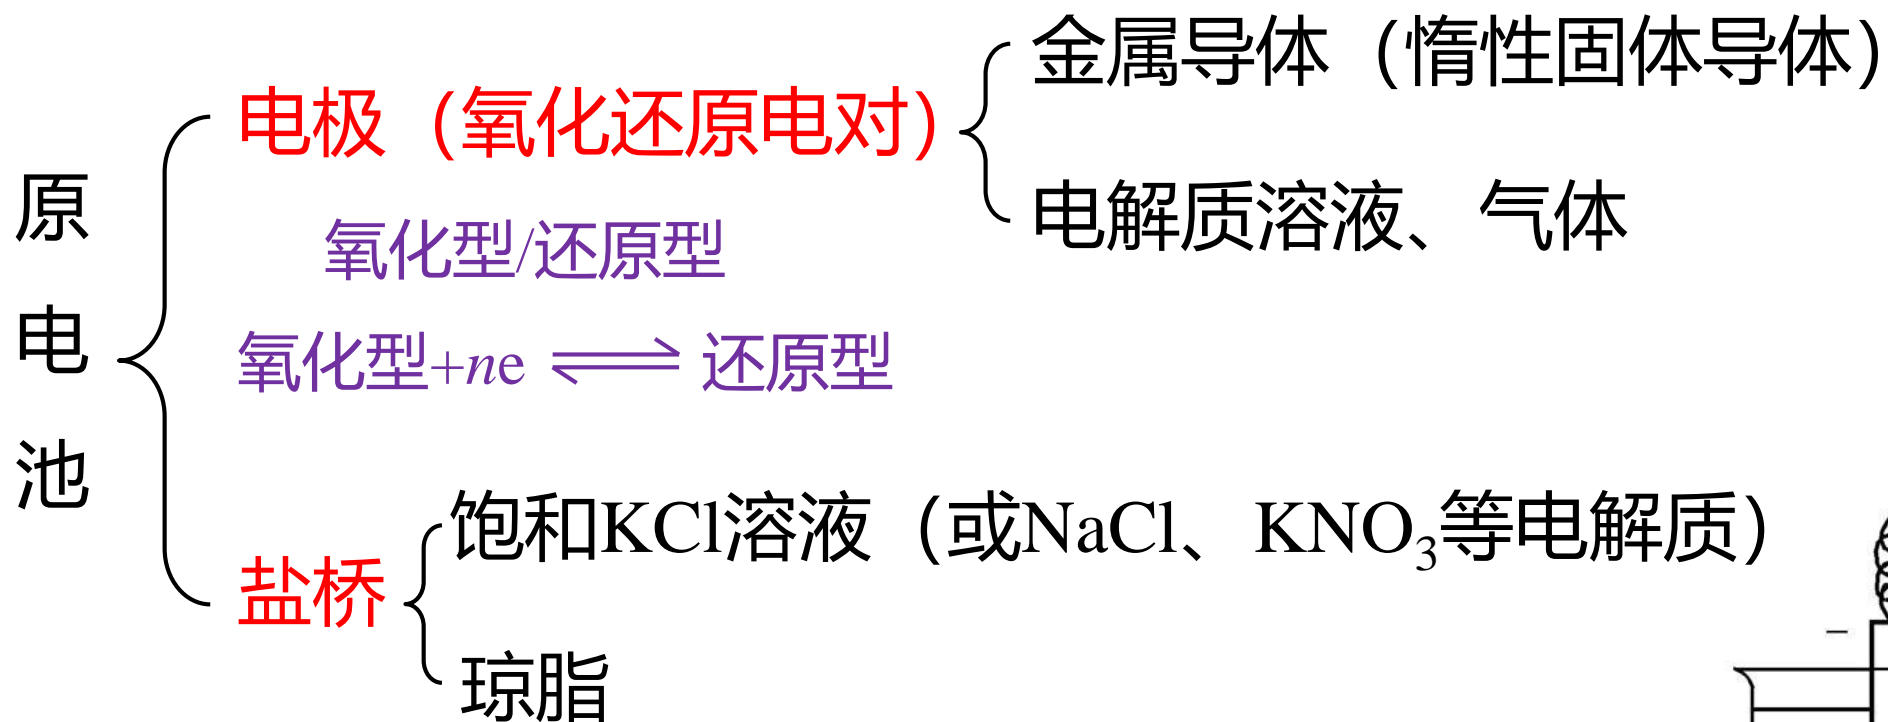 原电池
电极（氧化还原电对）
金属导体（惰性固体导体）
电解质溶液、气体
氧化型/还原型
氧化型+ne ⇌ 还原型
盐桥
饱和KCl溶液（或NaCl、KNO₃等电解质）
琼脂
−